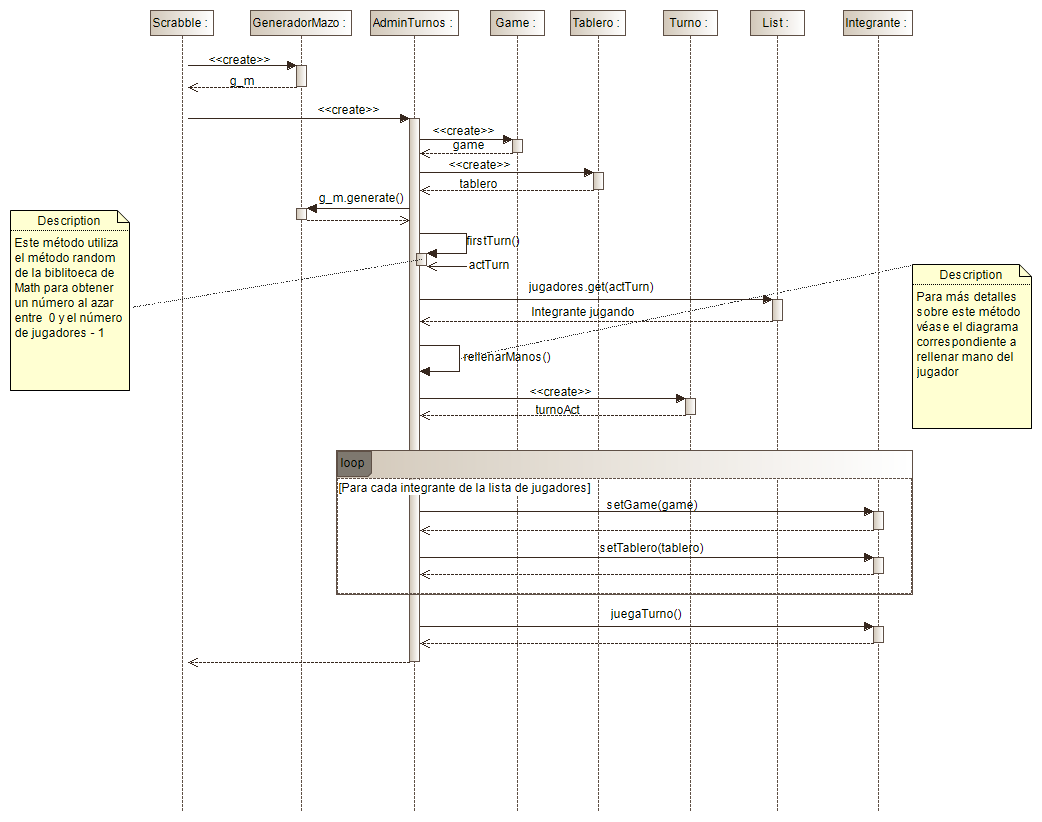 Scrabble :
GeneradorMazo :
AdminTurnos :
Game :
Tablero :
Turno :
List :
Integrante :
<<create>>
g_m
<<create>>
<<create>>
game
<<create>>
tablero
g_m.generate()
Description
Este método utiliza
el método random
de la biblitoeca de
Math para obtener
un número al azar
entre  0 y el número
de jugadores - 1
firstTurn()
actTurn
Description
Para más detalles
sobre este método
véase el diagrama
correspondiente a
rellenar mano del
jugador
jugadores.get(actTurn)
Integrante jugando
rellenarManos()
<<create>>
turnoAct
loop
[Para cada integrante de la lista de jugadores]
setGame(game)
setTablero(tablero)
juegaTurno()